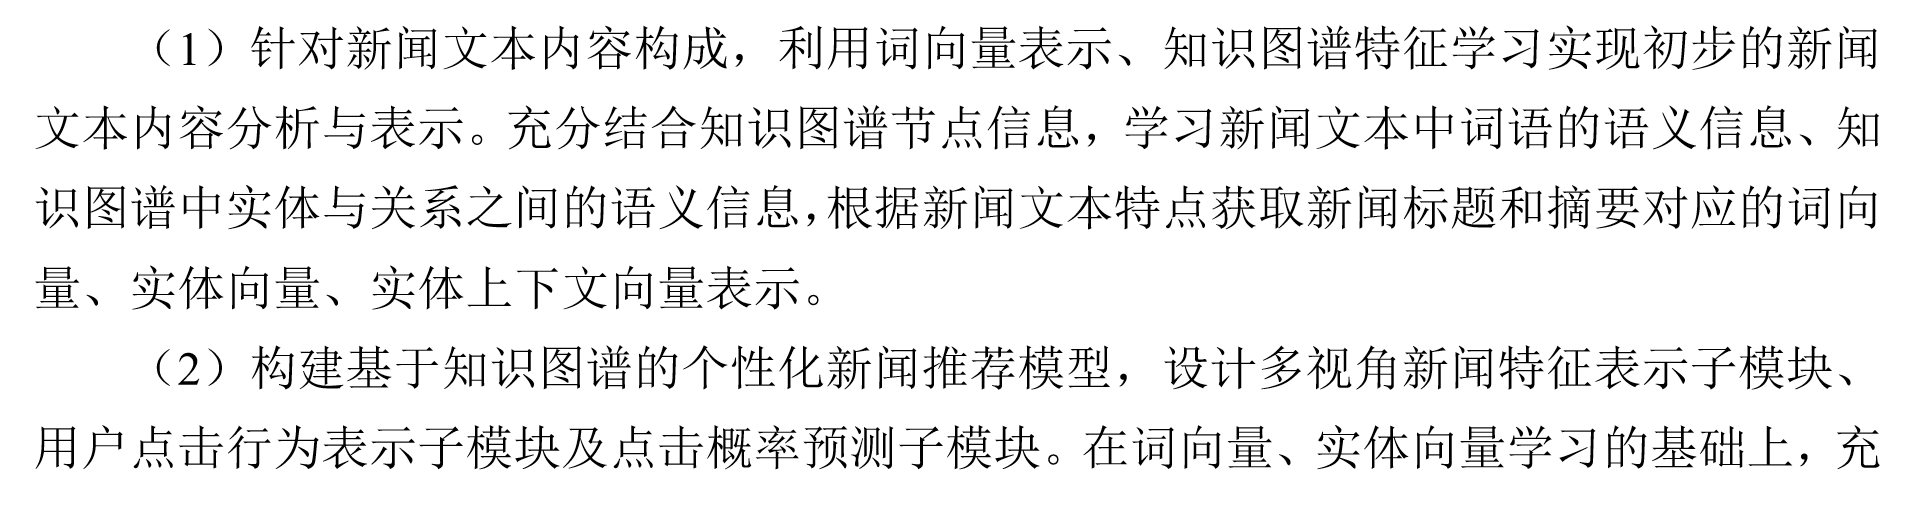 （1）针对新闻文本内容构成，利用词向量表示、知识图谱特征学习实现初步的新闻
文本内容分析与表示。充分结合知识图谱节点信息，学习新闻文本中词语的语义信息、知
识图谱中实体与关系之间的语义信息，根据新闻文本特点获取新闻标题和摘要对应的词向
量、实体向量、实体上下文向量表示。
（2）构建基于知识图谱的个性化新闻推荐模型，设计多视角新闻特征表示子模块、
用户点击行为表示子模块及点击概率预测子模块。在词向量、实体向量学习的基础上，充